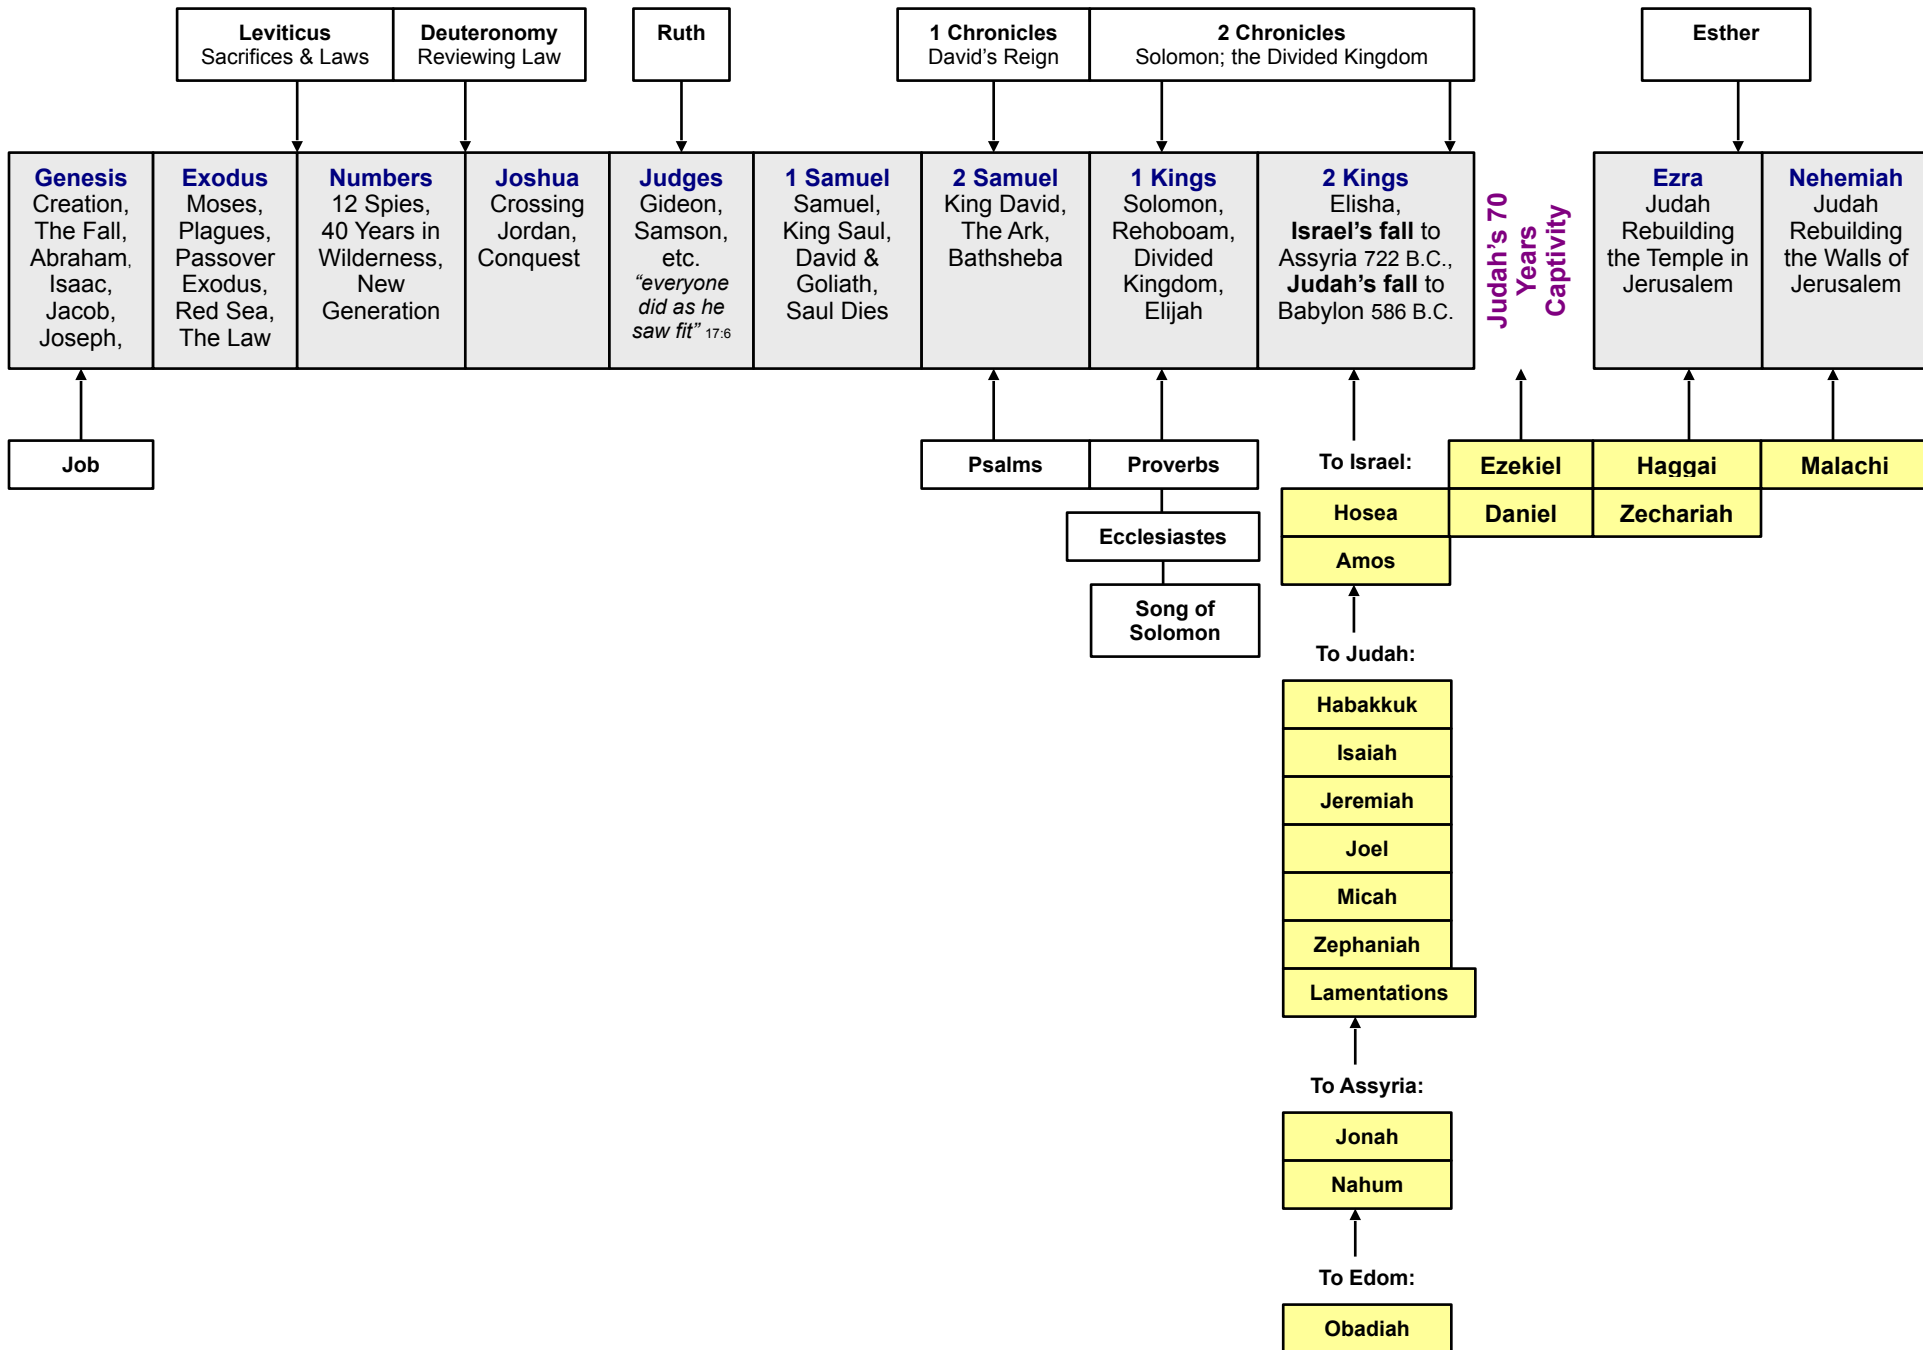 Leviticus
Sacrifices & Laws
Deuteronomy
Reviewing Law
Ruth
1 Chronicles
David’s Reign
2 Chronicles
Solomon; the Divided Kingdom
Esther
Genesis
Creation,
The Fall,
Abraham,
Isaac,
Jacob,
Joseph,
Exodus
Moses,
Plagues,
Passover
Exodus,
Red Sea,
The Law
Numbers
12 Spies,
40 Years in
Wilderness,
New
Generation
Joshua
Crossing
Jordan,
Conquest
Judges
Gideon,
Samson,
etc.
“everyone
did as he
saw fit” 17:6
1 Samuel
Samuel,
King Saul,
David &
Goliath,
Saul Dies
2 Samuel
King David,
The Ark,
Bathsheba
1 Kings
Solomon,
Rehoboam,
Divided
Kingdom,
Elijah
2 Kings
Elisha,
Israel’s fall to
Assyria 722 B.C.,
Judah’s fall to
Babylon 586 B.C.
Judah’s 70
Years
Captivity
Ezra
Judah
Rebuilding
the Temple in
Jerusalem
Nehemiah
Judah
Rebuilding
the Walls of
Jerusalem
Job
Psalms
Proverbs
Ecclesiastes
Song of
Solomon
To Israel:
Hosea
Amos
Ezekiel
Daniel
Haggai
Zechariah
Malachi
To Judah:
Habakkuk
Isaiah
Jeremiah
Joel
Micah
Zephaniah
Lamentations
To Assyria:
Jonah
Nahum
To Edom:
Obadiah